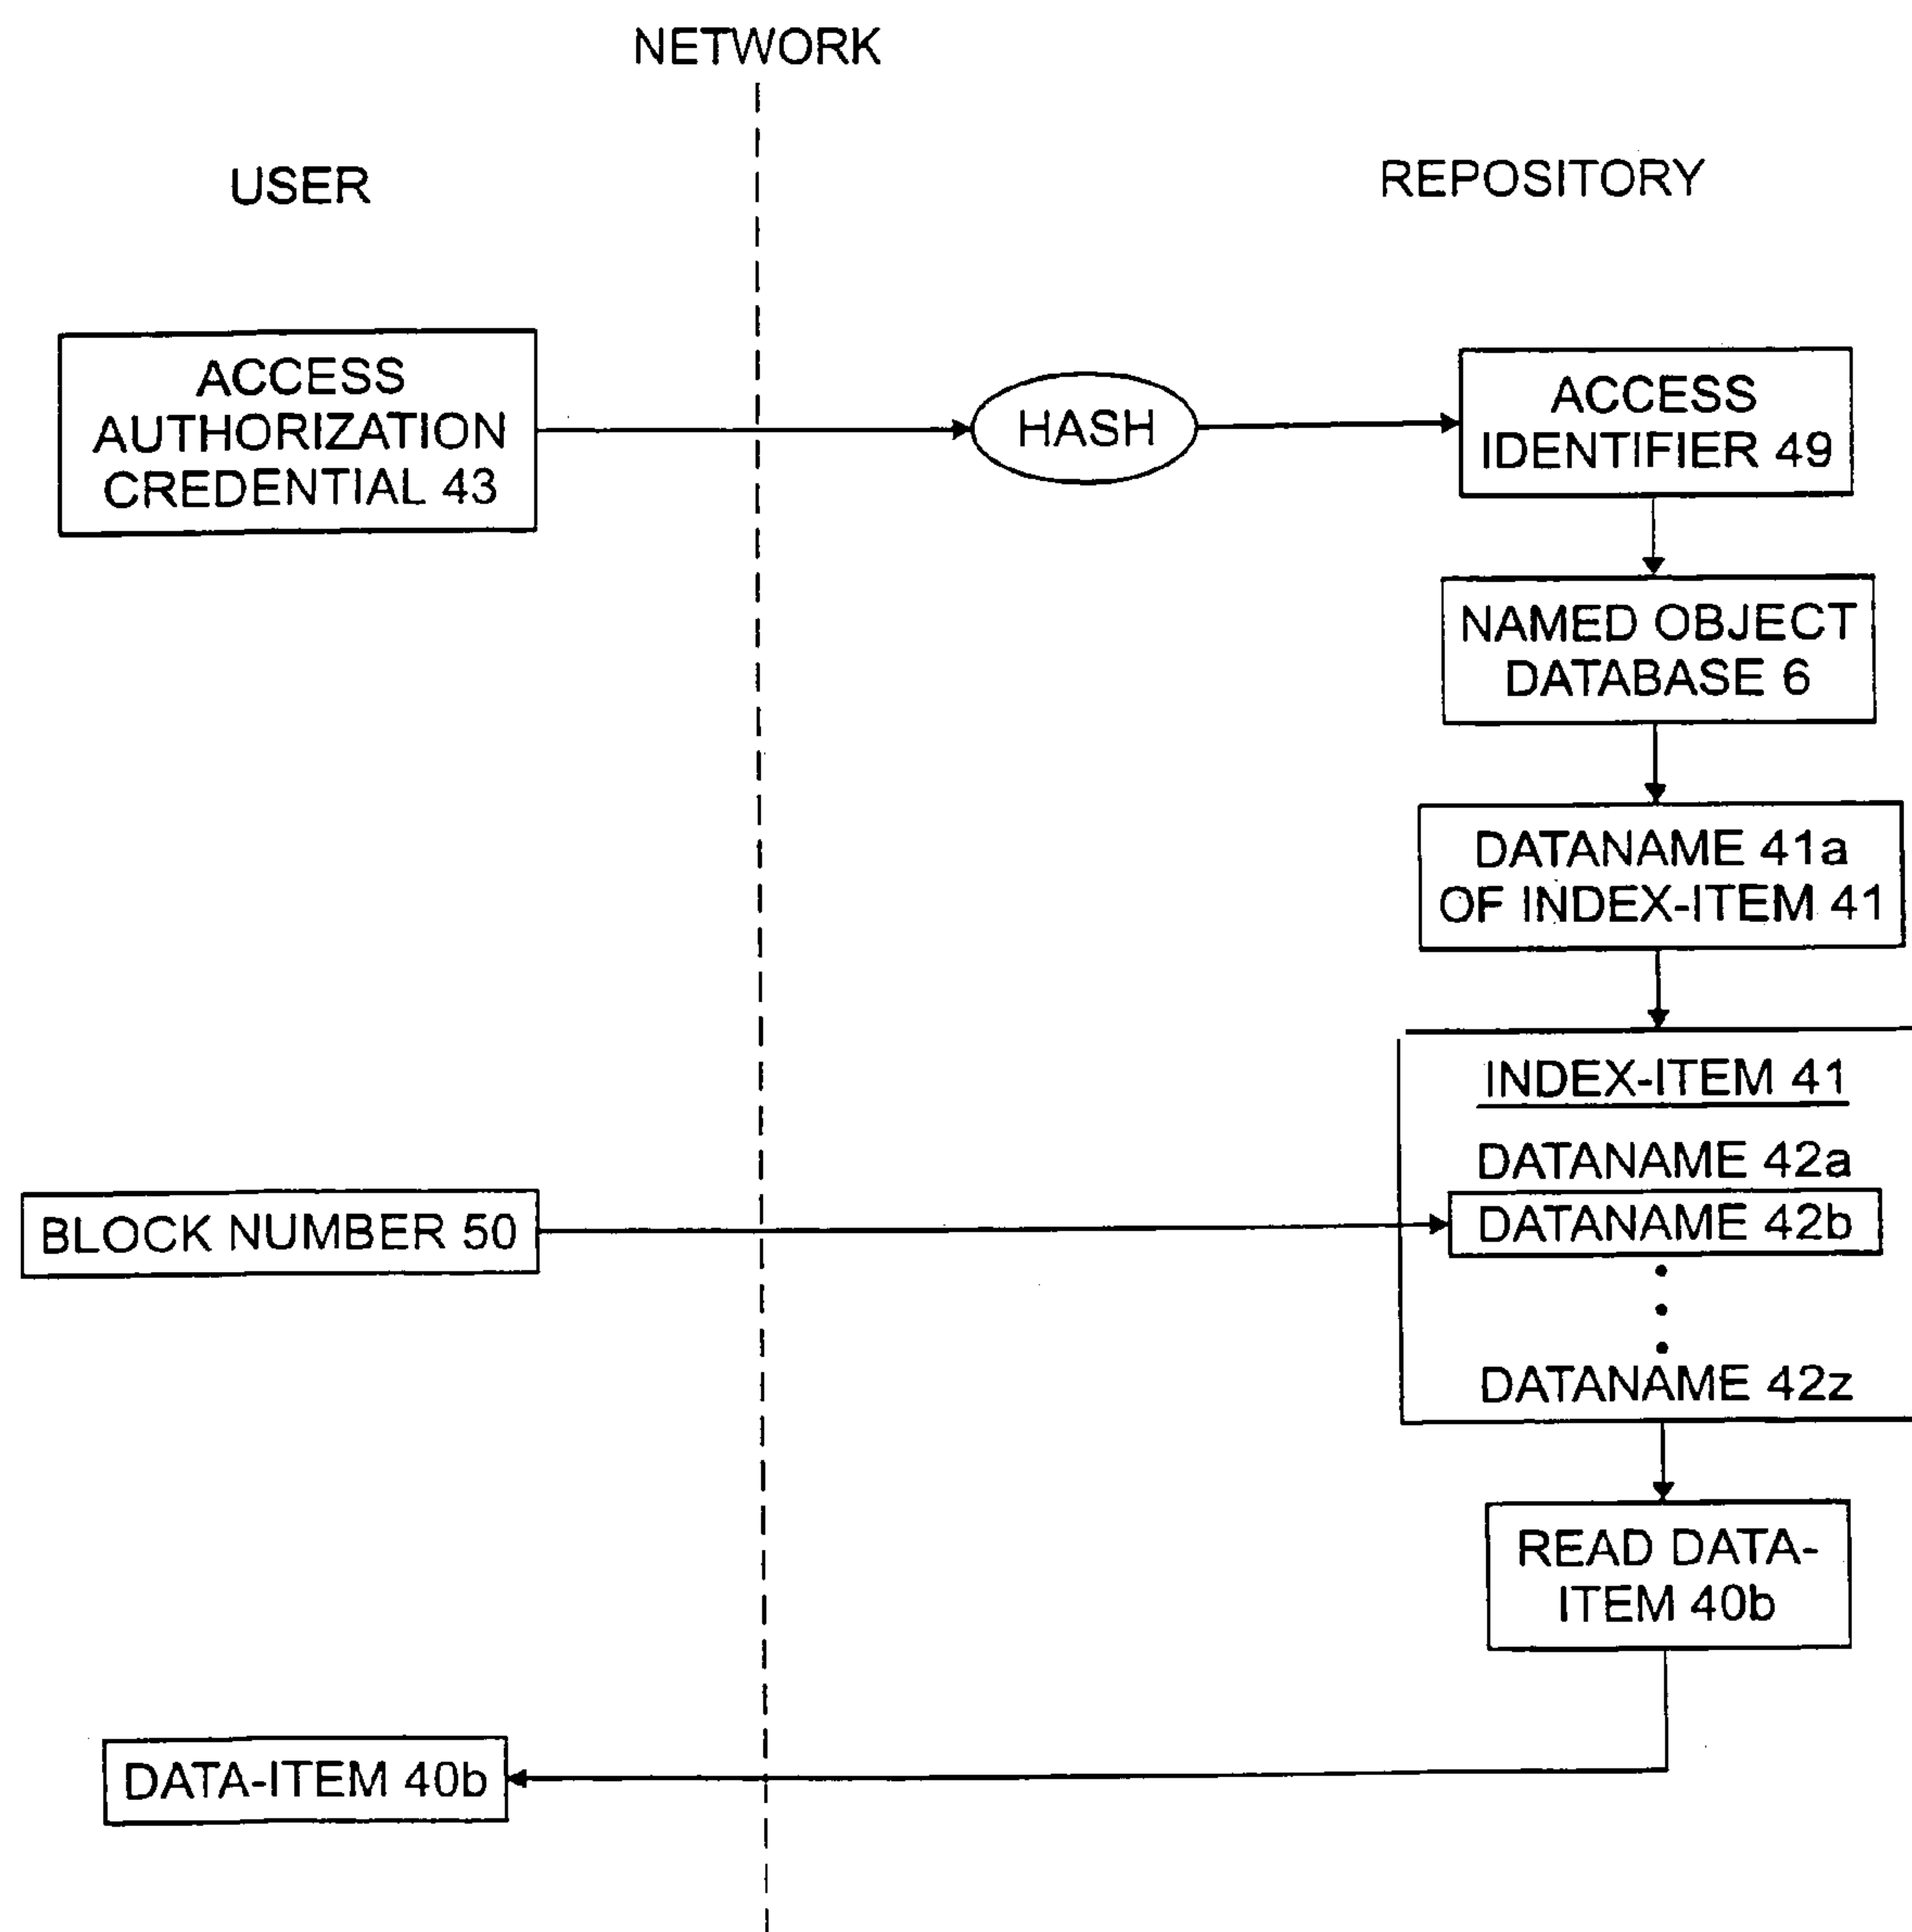 NETWORK
USER
REPOSITORY
ACCESS
AUTHORIZATION
CREDENTIAL 43
HASH
ACCESS
IDENTIFIER 49
NAMED OBJECT
DATABASE 6
DATANAME 41a
OF INDEX-ITEM 41
INDEX-ITEM 41
DATANAME 42a
BLOCK NUMBER 50
DATANAME 42b
DATANAME 42z
READ DATA-
ITEM 40b
DATA-ITEM 40b